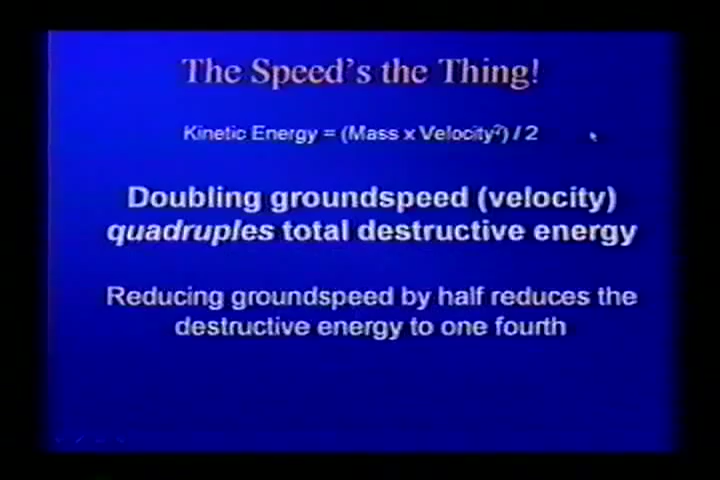 The Speed's the Thing!
Kinetic Energy = (Mass x Velocity²) / 2
Doubling groundspeed (velocity)
quadruples total destructive energy
Reducing groundspeed by half reduces the
destructive energy to one fourth